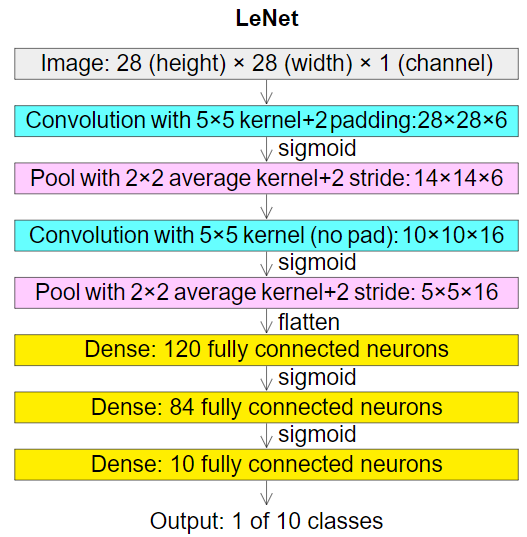 LeNet
Image: 28 (height) × 28 (width) × 1 (channel)
Convolution with 5×5 kernel+2 padding:28×28×6
sigmoid
Pool with 2×2 average kernel+2 stride:14×14×6
Convolution with 5×5 kernel (no pad):10×10×16
sigmoid
Pool with 2×2 average kernel+2 stride: 5×5×16
flatten
Dense: 120 fully connected neurons
sigmoid
Dense: 84 fully connected neurons
sigmoid
Dense: 10 fully connected neurons
Output: 1 of 10 classes